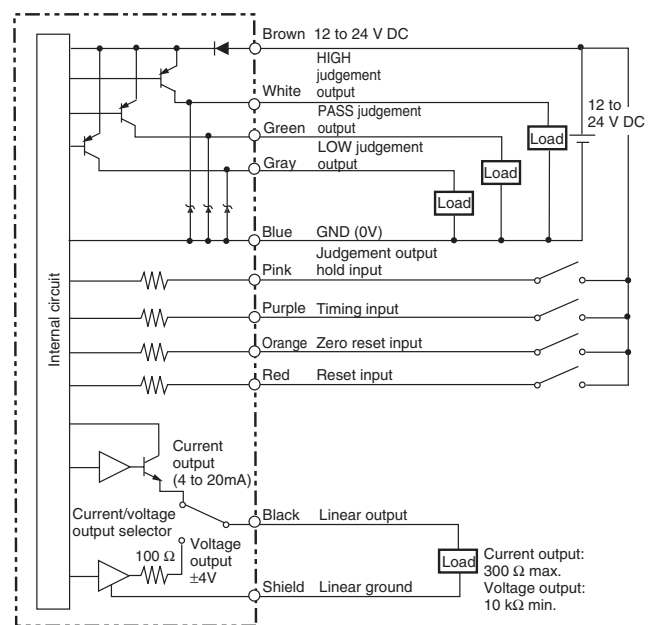 Brown 12 to 24 V DC
HIGH
judgement
output
White
PASS judgement
Green output
LOW judgement
Gray output
12 to
24 V DC
Load
Load
Load
Blue GND (0V)
Judgement output
Pink hold input
Purple Timing input
Orange Zero reset input
Red Reset input
Internal circuit
Current
output
(4 to 20mA)
Current/voltage
output selector
Black Linear output
100 Ω
Voltage
output
±4V
Shield Linear ground
Load
Current output:
300 Ω max.
Voltage output:
10 kΩ min.